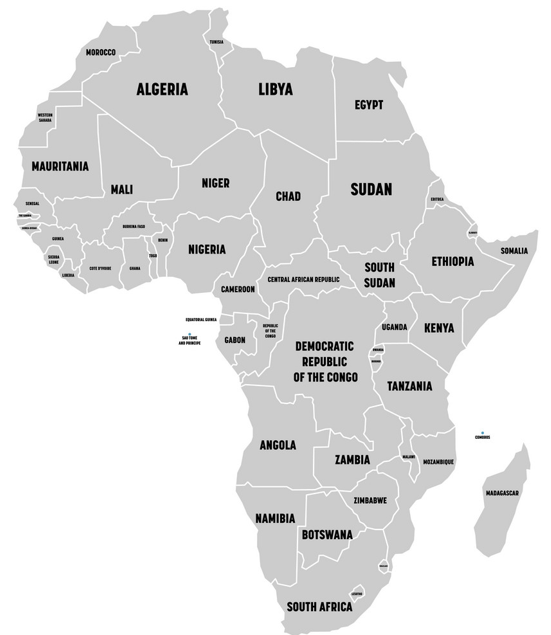 TUNISIA
MOROCCO
ALGERIA
LIBYA
EGYPT
WESTERN
SAHARA
MAURITANIA
MALI
NIGER
CHAD
SUDAN
ERITREA
SENEGAL
BURKINA FASO
GUINEA
BENIN
TOGO
NIGERIA
SIERRA
LEONE
LIBERIA
COTE D'IVOIRE
GHANA
SOMALIA
ETHIOPIA
SOUTH
SUDAN
CENTRAL AFRICAN REPUBLIC
CAMEROON
EQUATORIAL GUINEA
SAO TOME
AND PRINCIPE
GABON
REPUBLIC
OF THE
CONGO
UGANDA
KENYA
DEMOCRATIC
REPUBLIC
OF THE CONGO
RWANDA
TANZANIA
COMOROS
ANGOLA
ZAMBIA
MALAWI
MOZAMBIQUE
MADAGASCAR
ZIMBABWE
NAMIBIA
BOTSWANA
LESOTHO
SOUTH AFRICA